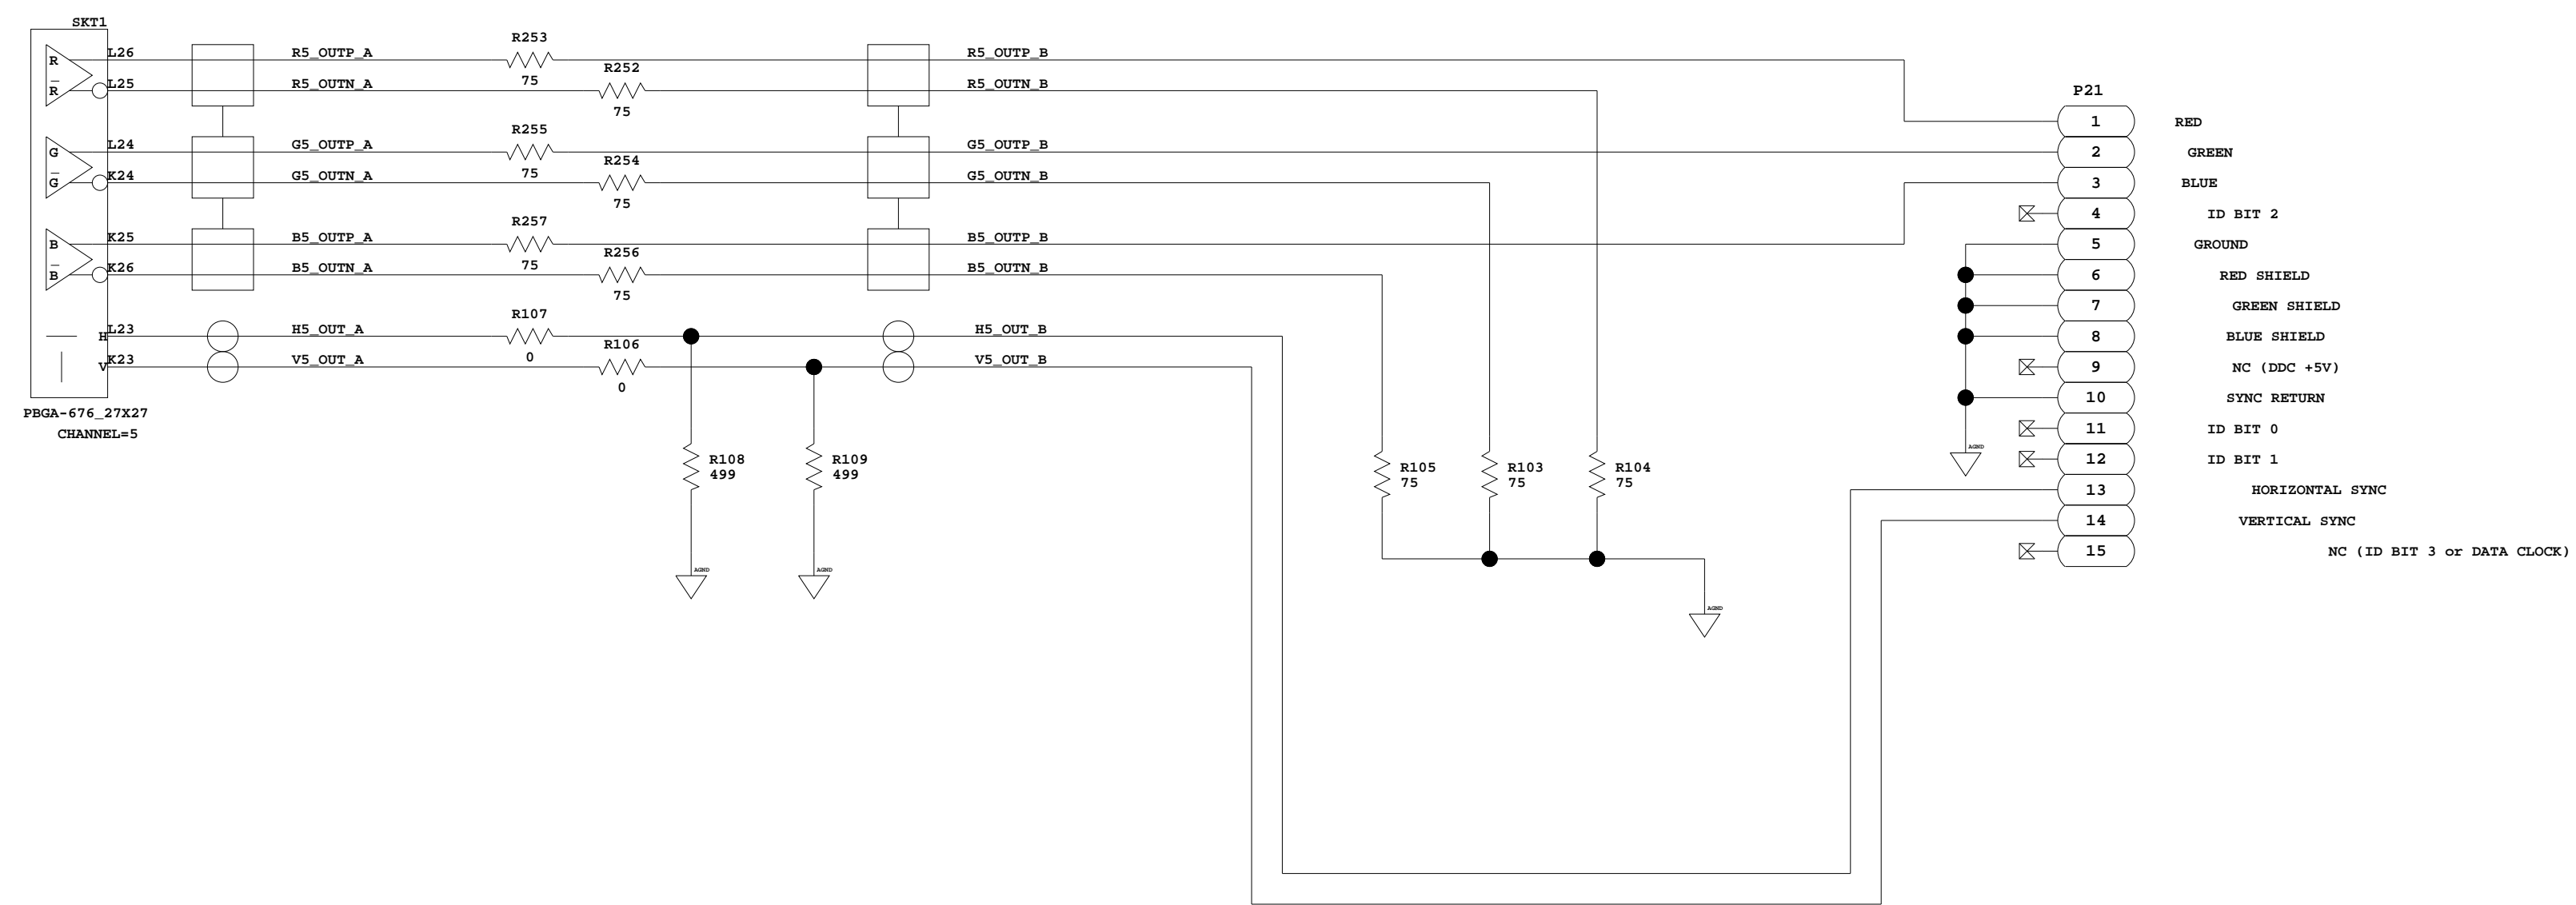 SKT1
R
R
G
G
B
B
H
V
L26
L25
L24
K24
K25
K26
L23
K23
PBGA-676_27X27
CHANNEL=5
R5_OUTP_A
R5_OUTN_A
G5_OUTP_A
G5_OUTN_A
B5_OUTP_A
B5_OUTN_A
H5_OUT_A
V5_OUT_A
R253
75
R252
75
R255
75
R254
75
R257
75
R256
75
R107
0
R106
0
R5_OUTP_B
R5_OUTN_B
G5_OUTP_B
G5_OUTN_B
B5_OUTP_B
B5_OUTN_B
H5_OUT_B
V5_OUT_B
R108
499
AGND
R109
499
AGND
R105
75
R103
75
R104
75
AGND
AGND
P21
1 RED
2 GREEN
3 BLUE
4 ID BIT 2
5 GROUND
6 RED SHIELD
7 GREEN SHIELD
8 BLUE SHIELD
9 NC (DDC +5V)
10 SYNC RETURN
11 ID BIT 0
12 ID BIT 1
13 HORIZONTAL SYNC
14 VERTICAL SYNC
15 NC (ID BIT 3 or DATA CLOCK)